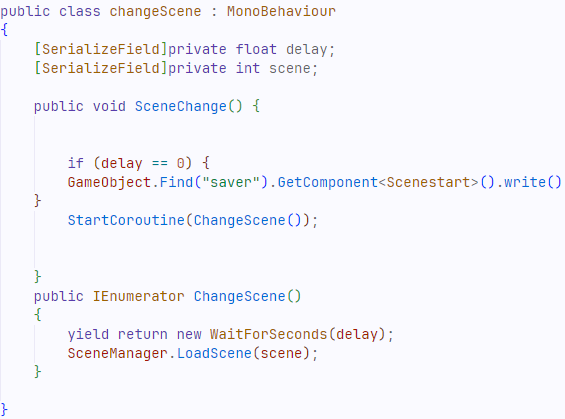 public class changeScene : MonoBehaviour
{
[SerializeField]private float delay;
[SerializeField]private int scene;
public void SceneChange() {
if (delay == 0) {
GameObject.Find("saver").GetComponent<Scenestart>().write()
}
StartCoroutine(ChangeScene());
}
public IEnumerator ChangeScene()
{
yield return new WaitForSeconds(delay);
SceneManager.LoadScene(scene);
}
}